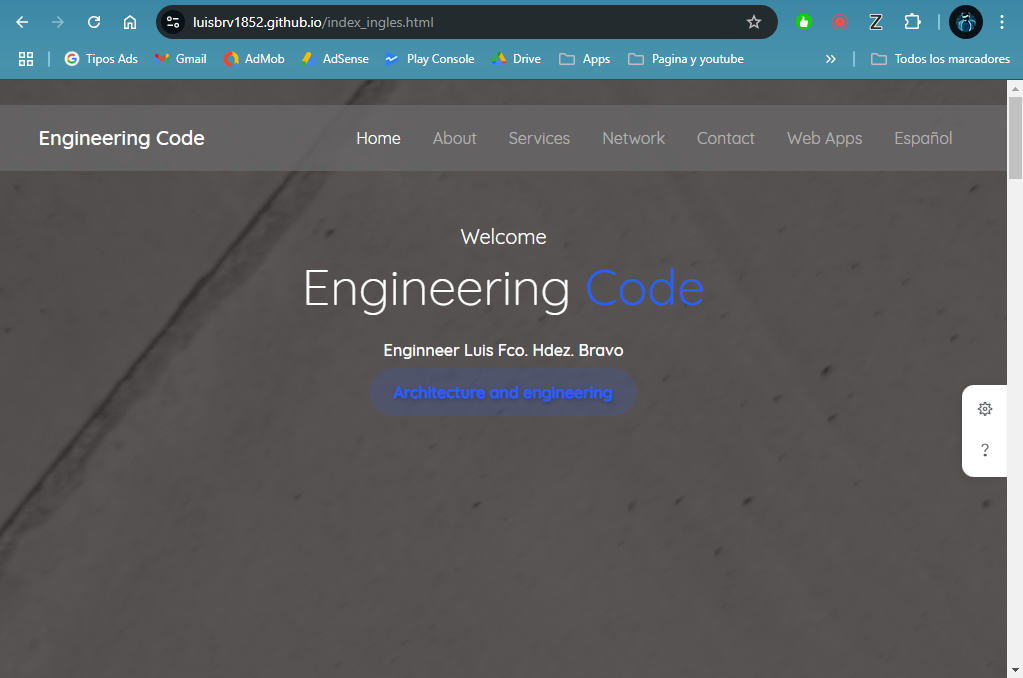 luisbrv1852.github.io/index_ingles.html
Z
Tipos Ads Gmail AdMob AdSense Play Console Drive Apps Pagina y youtube » Todos los marcadores
Engineering Code Home About Services Network Contact Web Apps Español
Welcome
Engineering Code
Enginneer Luis Fco. Hdez. Bravo
Architecture and engineering
?